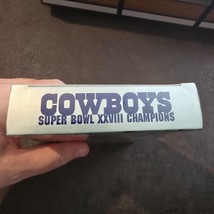 COWBOYS
SUPER BOWL XXVIII CHAMPIONS